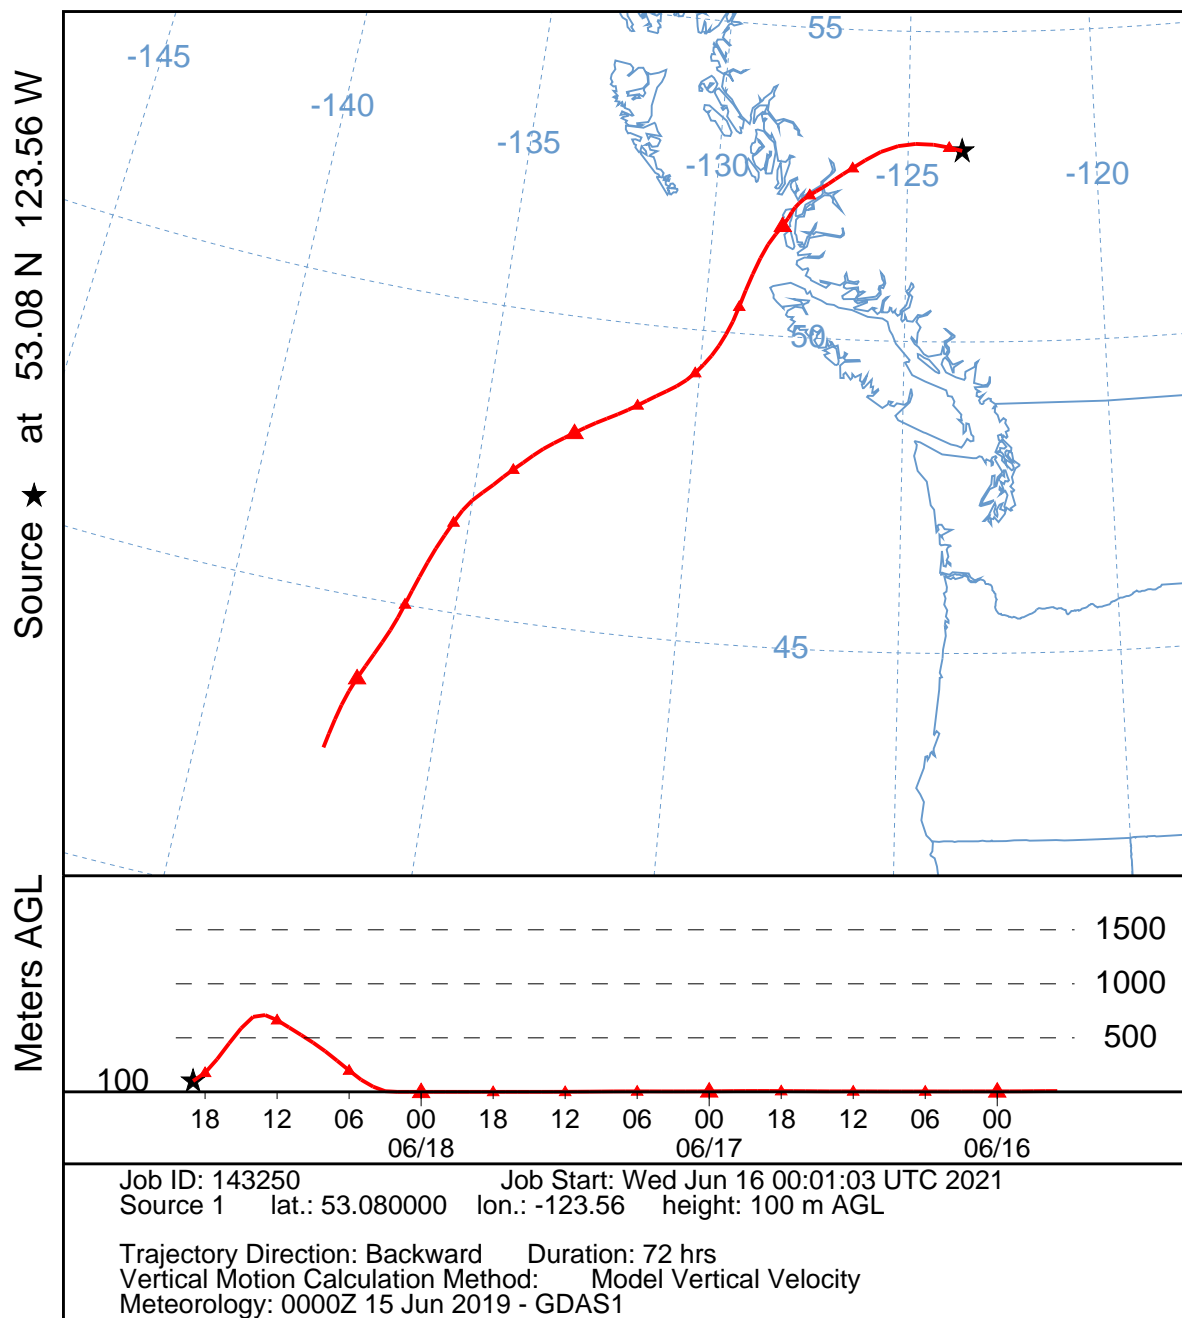 Source ★ at 53.08 N 123.56 W
-145
-140
-135
-130
-125
-120
55
50
45
Meters AGL
1500
1000
500
100
18 12 06 00 18 12 06 00 18 12 06 00
06/18 06/17 06/16
Job ID: 143250 Job Start: Wed Jun 16 00:01:03 UTC 2021
Source 1 lat.: 53.080000 lon.: -123.56 height: 100 m AGL
Trajectory Direction: Backward Duration: 72 hrs
Vertical Motion Calculation Method: Model Vertical Velocity
Meteorology: 0000Z 15 Jun 2019 - GDAS1